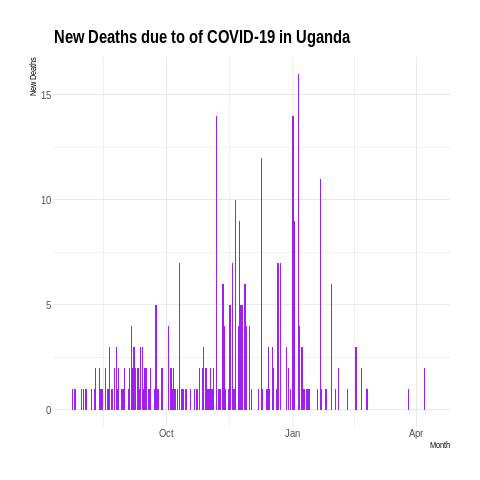 New Deaths due to of COVID-19 in Uganda
New Deaths
15
10
5
0
Oct
Jan
Apr
Month